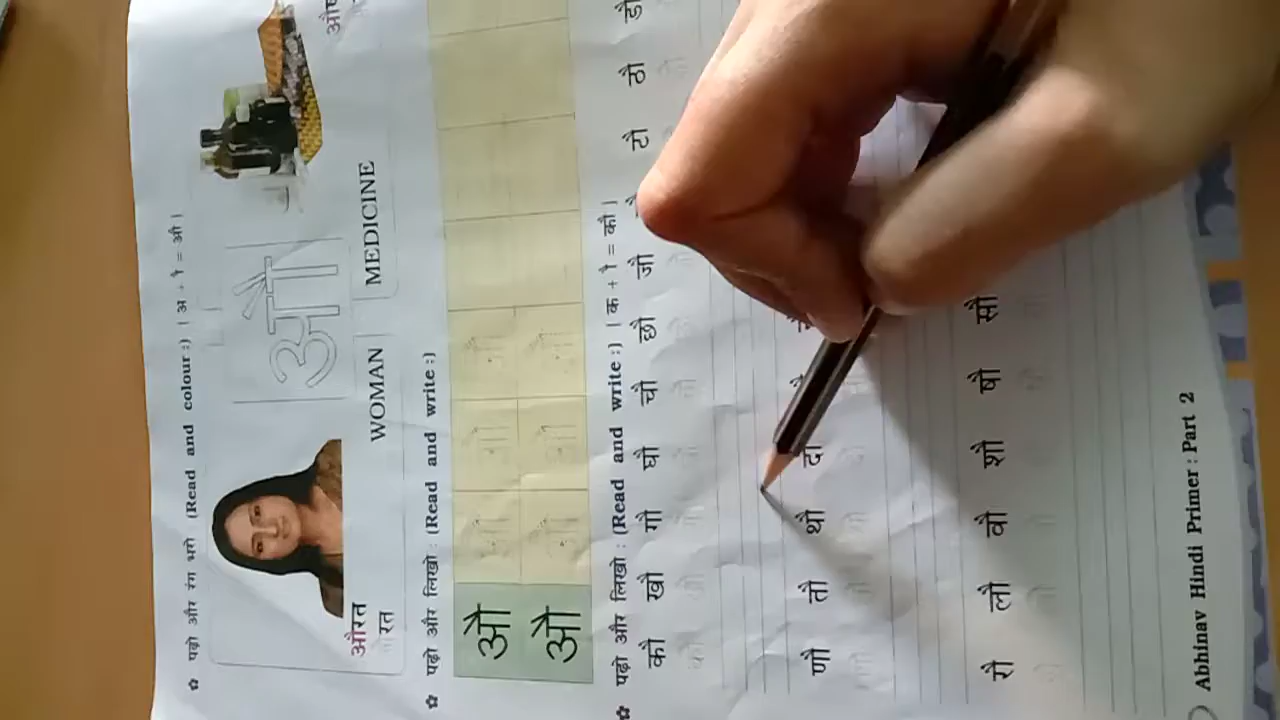 ✿ पढ़ो और रंग भरो (Read and colour :) । अ + ौ = औ ।
औ
औरत
रत
WOMAN
MEDICINE
✿ पढ़ो और लिखो : (Read and write :)
औ औ औ औ
औ औ औ औ
✿ पढ़ो और लिखो : (Read and write :) । क + ौ = कौ ।
कौ खौ गौ घौ चौ छौ जौ टौ ठौ डौ
णौ तौ थौ दौ
रौ लौ वौ शौ षौ सौ
Abhinav Hindi Primer : Part 2